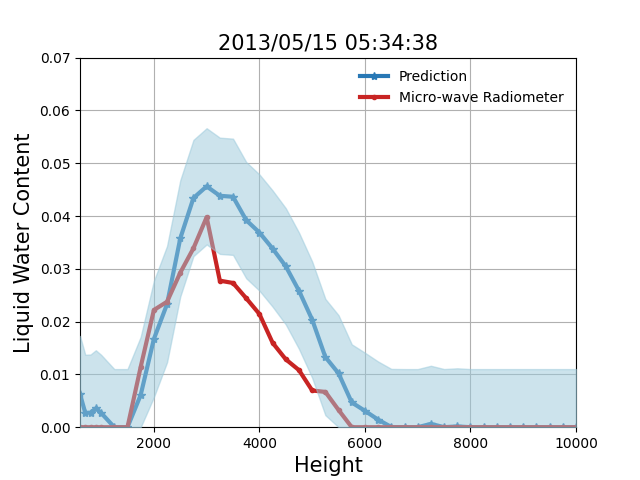 2013/05/15 05:34:38
0.07
0.06
0.05
0.04
0.03
0.02
0.01
0.00
Liquid Water Content
Prediction
Micro-wave Radiometer
2000 4000 6000 8000 10000
Height